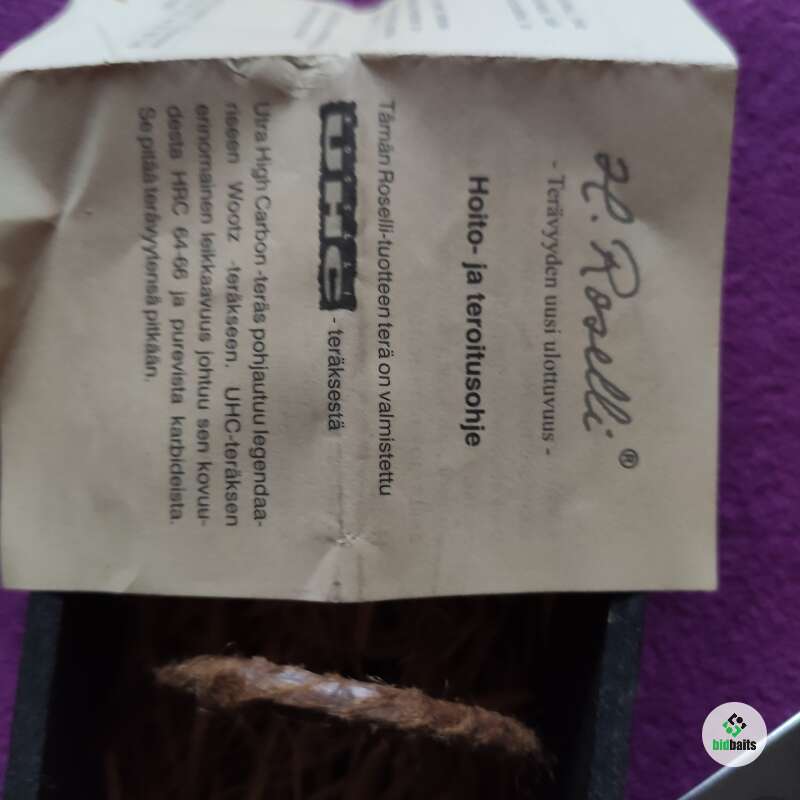 H. Roselli®
- Terävyyden uusi ulottuvuus -
Hoito- ja teroitusohje
Tämän Roselli-tuotteen terä on valmistettu
UHC - teräksestä
Utra High Carbon -teräs pohjautuu legendaa-
riseen Wootz -teräkseen. UHC-teräksen
erinomainen leikkaavuus johtuu sen kovuu-
desta HRC 64-66 ja purevista karbideista.
Se pitää terävyytensä pitkään.
bidbaits